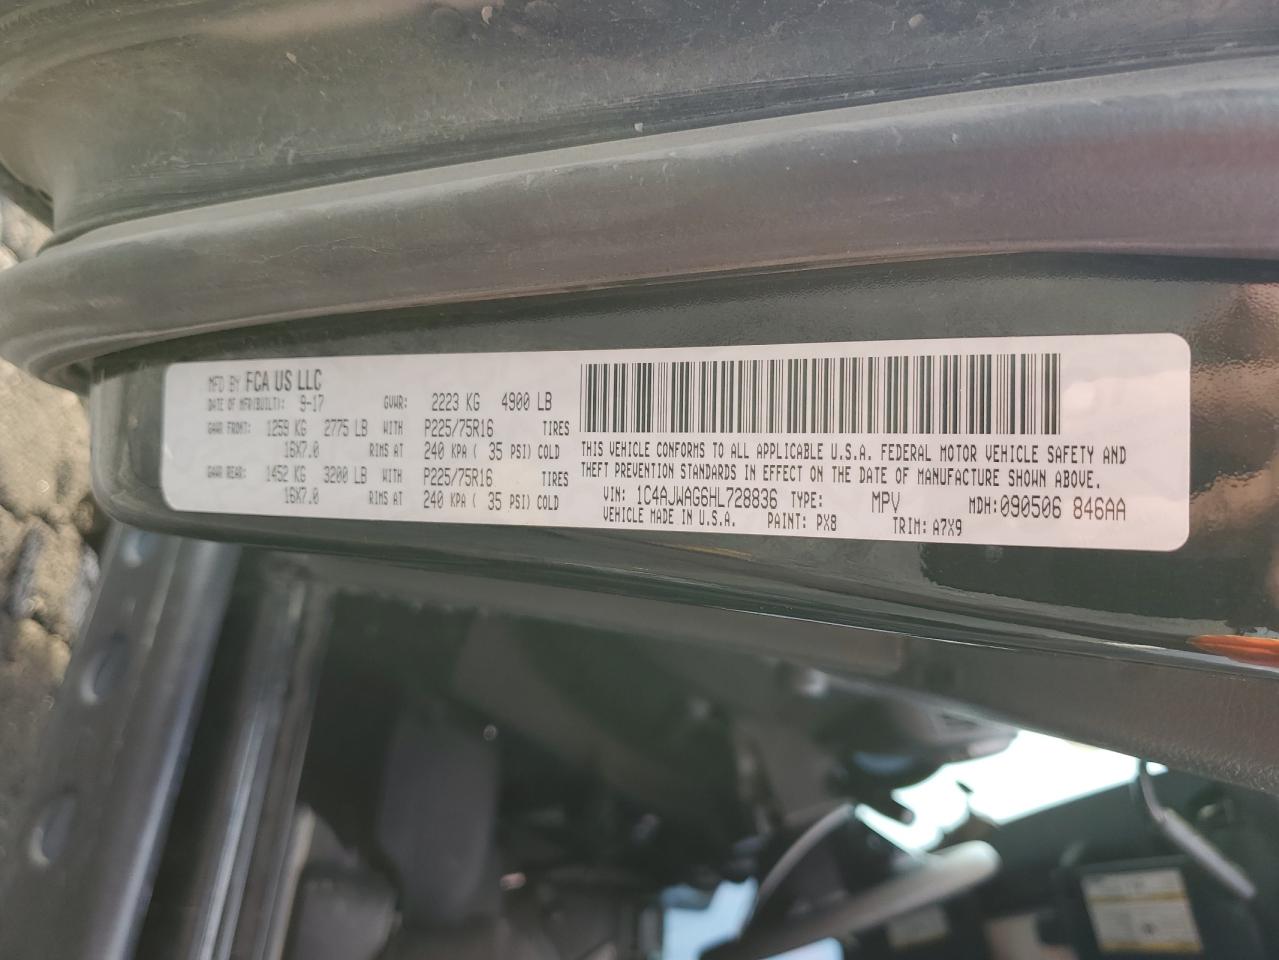 MFD BY FCA US LLC
DATE OF MFR(BUILT): 9-17 GVWR: 2223 KG 4900 LB
GAWR FRONT: 1259 KG 2775 LB WITH P225/75R16 TIRES
16X7.0 RIMS AT 240 KPA ( 35 PSI) COLD
GAWR REAR: 1452 KG 3200 LB WITH P225/75R16 TIRES
16X7.0 RIMS AT 240 KPA ( 35 PSI) COLD
THIS VEHICLE CONFORMS TO ALL APPLICABLE U.S.A. FEDERAL MOTOR VEHICLE SAFETY AND
THEFT PREVENTION STANDARDS IN EFFECT ON THE DATE OF MANUFACTURE SHOWN ABOVE.
VIN: 1C4AJWAG6HL728836 TYPE: MPV MDH:090506 846AA
VEHICLE MADE IN U.S.A. PAINT: PX8 TRIM: A7X9